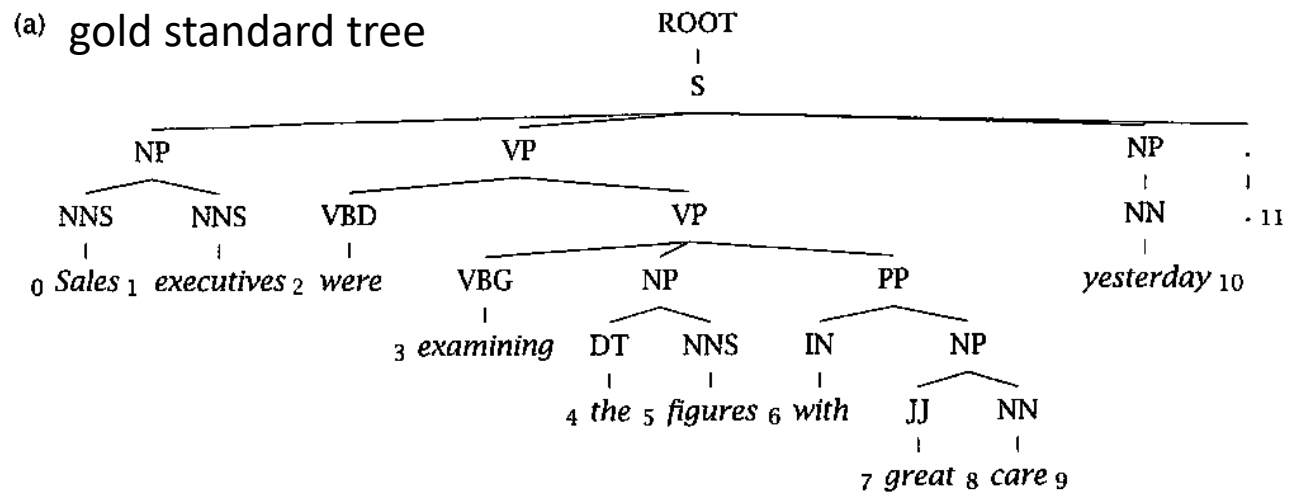 (a) gold standard tree
ROOT
S
NP VP NP .
NNS NNS VBD VP NN . 11
0 Sales 1 executives 2 were VBG NP PP yesterday 10
3 examining DT NNS IN NP
4 the 5 figures 6 with JJ NN
7 great 8 care 9